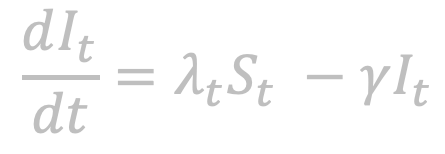 dI_t/dt = λ_t S_t − γI_t